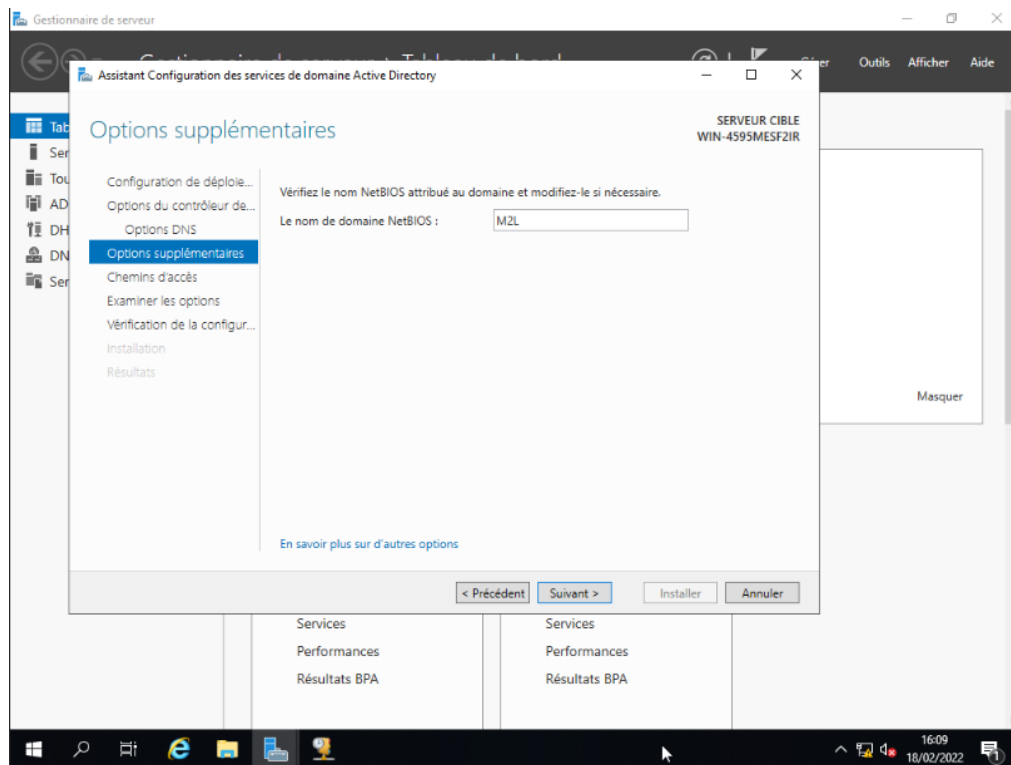 Gestionnaire de serveur
Outils Afficher Aide
Assistant Configuration des services de domaine Active Directory
Options supplémentaires
SERVEUR CIBLE
WIN-4595MESF2IR
Tab
Ser
Tou
AD
DH
DN
Ser
Configuration de déploie...
Options du contrôleur de...
Options DNS
Options supplémentaires
Chemins d'accès
Examiner les options
Vérification de la configur...
Installation
Résultats
Vérifiez le nom NetBIOS attribué au domaine et modifiez-le si nécessaire.
Le nom de domaine NetBIOS : M2L
En savoir plus sur d'autres options
Masquer
< Précédent Suivant > Installer Annuler
Services Services
Performances Performances
Résultats BPA Résultats BPA
16:09
18/02/2022
1